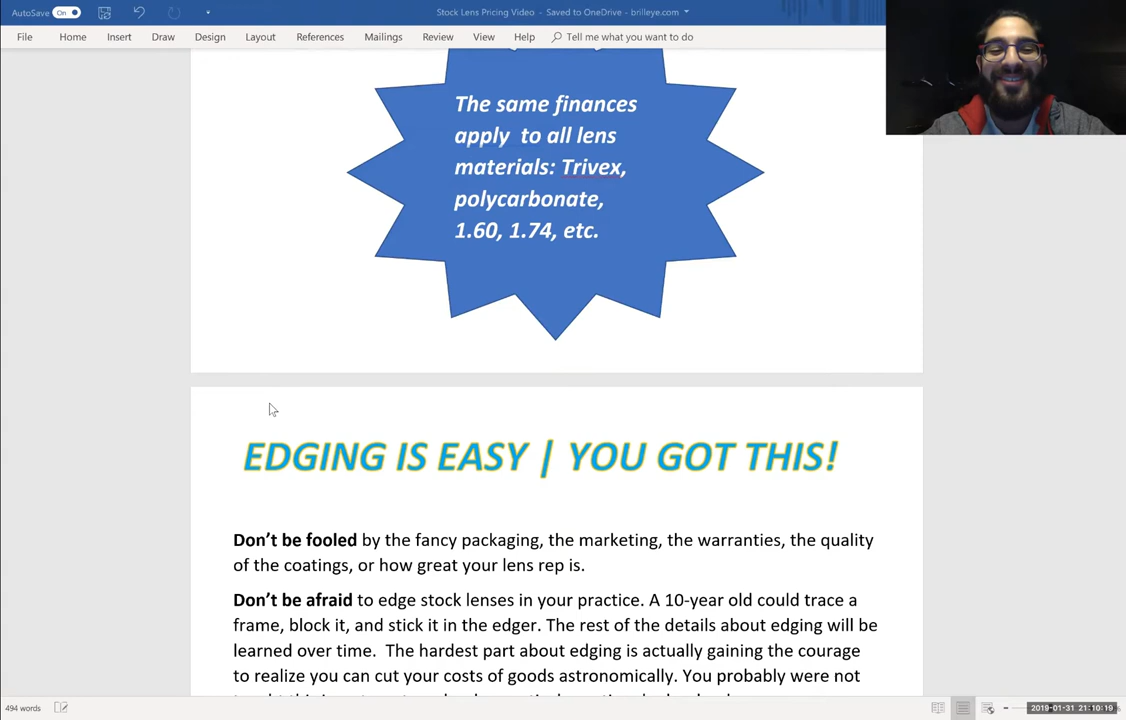 AutoSave On Stock Lens Pricing Video - Saved to OneDrive - brilleye.com
File Home Insert Draw Design Layout References Mailings Review View Help Tell me what you want to do
The same finances
apply to all lens
materials: Trivex,
polycarbonate,
1.60, 1.74, etc.
EDGING IS EASY | YOU GOT THIS!
Don't be fooled by the fancy packaging, the marketing, the warranties, the quality
of the coatings, or how great your lens rep is.
Don't be afraid to edge stock lenses in your practice. A 10-year old could trace a
frame, block it, and stick it in the edger. The rest of the details about edging will be
learned over time. The hardest part about edging is actually gaining the courage
to realize you can cut your costs of goods astronomically. You probably were not
494 words
2019-01-31 21:10:19